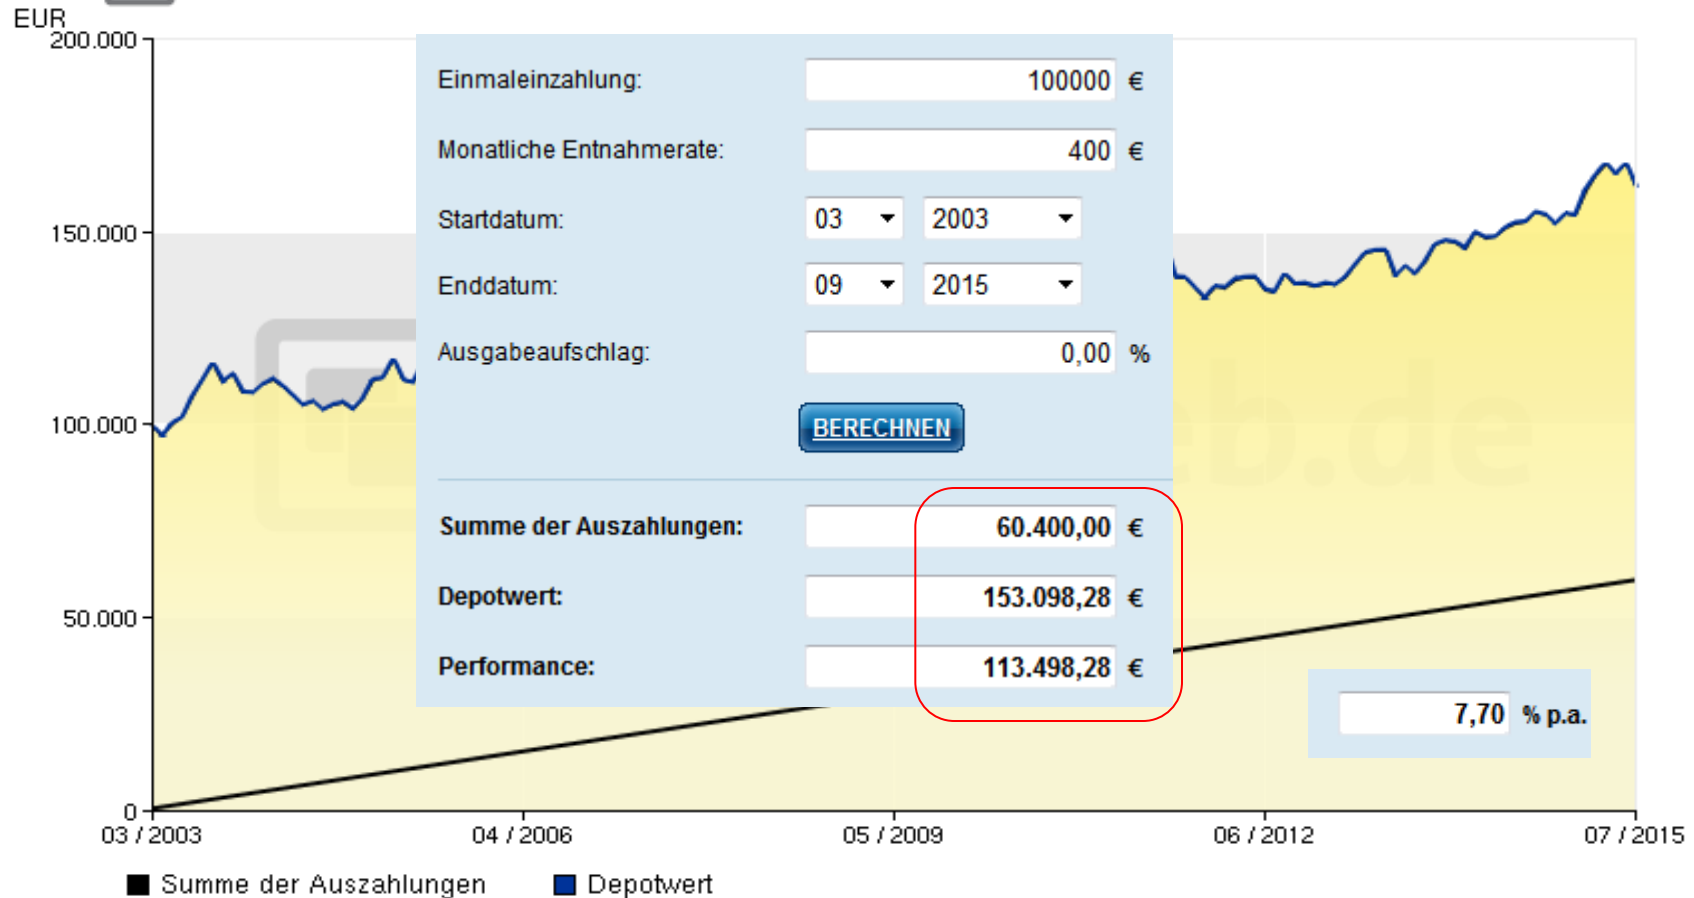 EUR
200.000
150.000
100.000
50.000
0
Einmaleinzahlung: 100000 €
Monatliche Entnahmerate: 400 €
Startdatum: 03 2003
Enddatum: 09 2015
Ausgabeaufschlag: 0,00 %
BERECHNEN
Summe der Auszahlungen: 60.400,00 €
Depotwert: 153.098,28 €
Performance: 113.498,28 €
7,70 % p.a.
eb.de
03 / 2003 04 / 2006 05 / 2009 06 / 2012 07 / 2015
Summe der Auszahlungen Depotwert